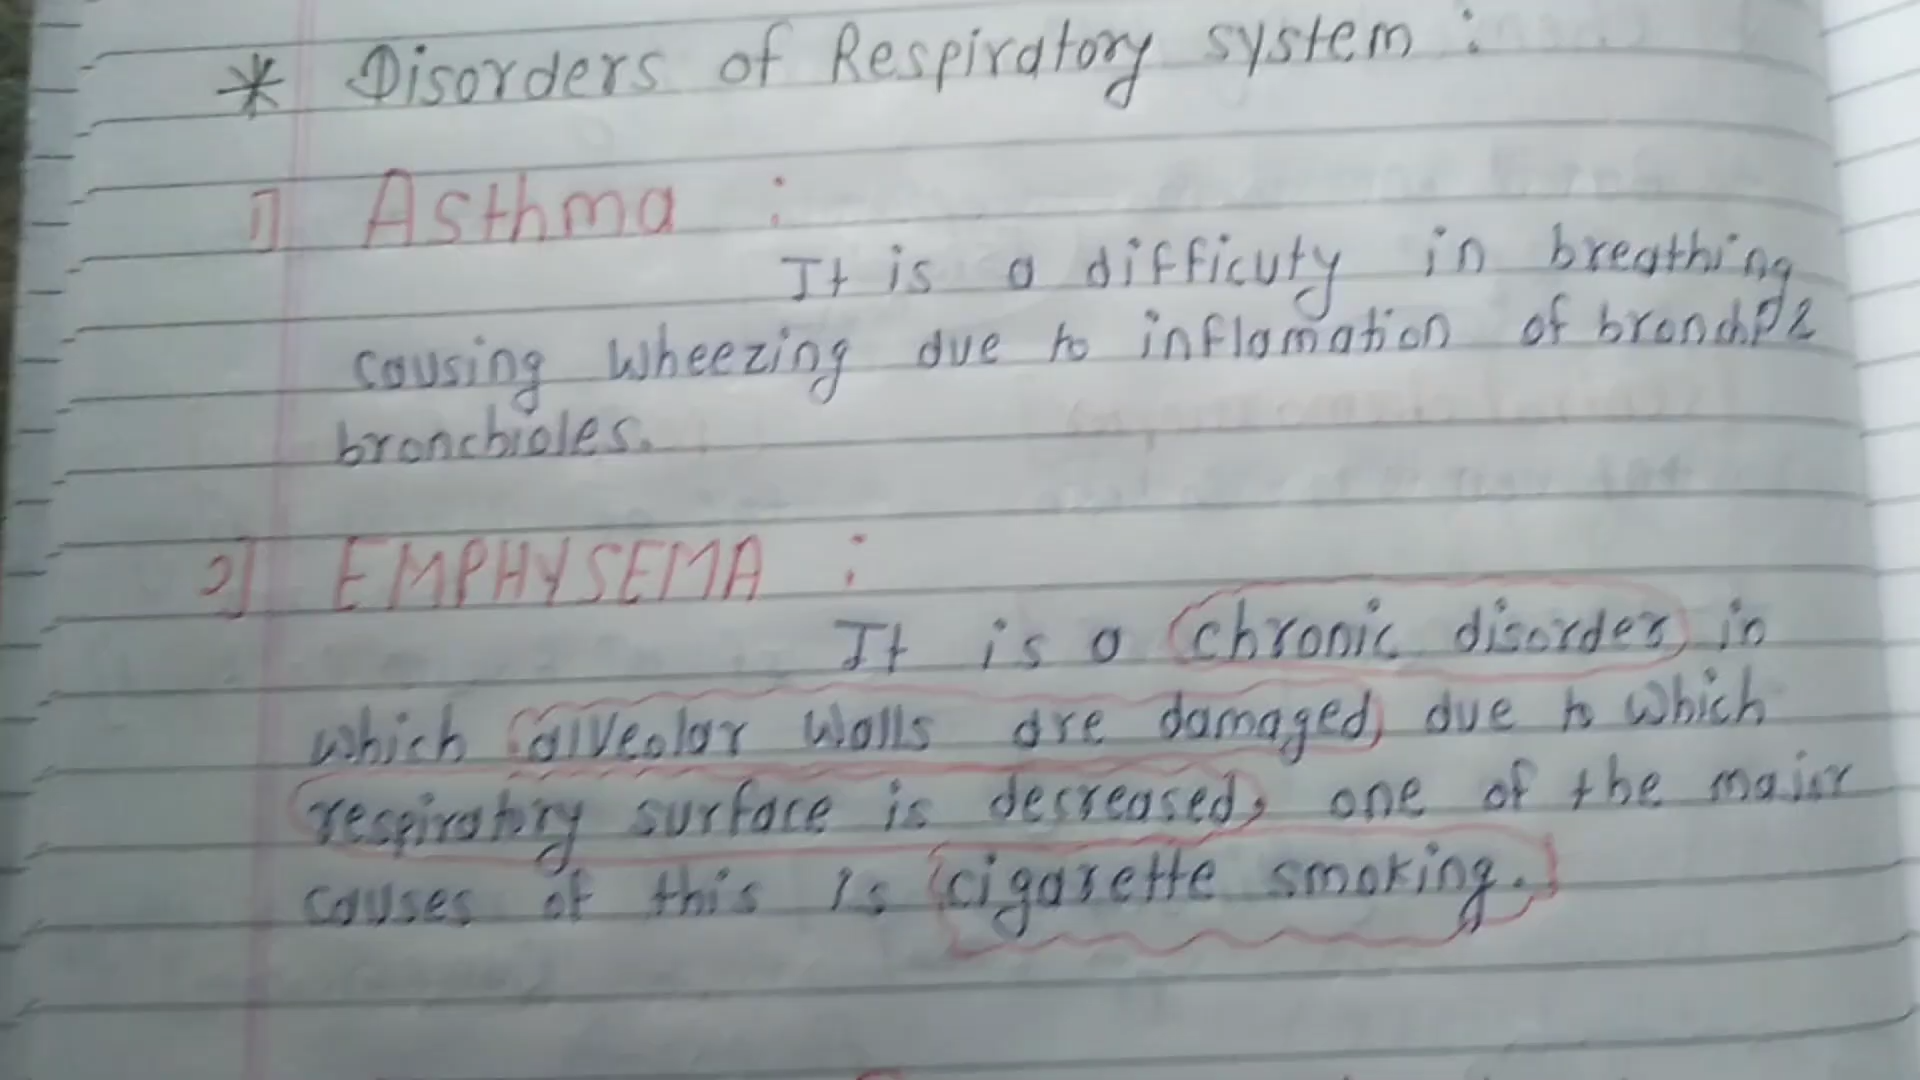 * Disorders of Respiratory system :
1] Asthma :
It is a difficuty in breathing
causing wheezing due to inflamation of bronchi &
bronchioles.
2] EMPHYSEMA :
It is a chronic disorder in
which alveolar walls are damaged, due to which
respiratory surface is decreased, one of the major
causes of this is cigarette smoking.